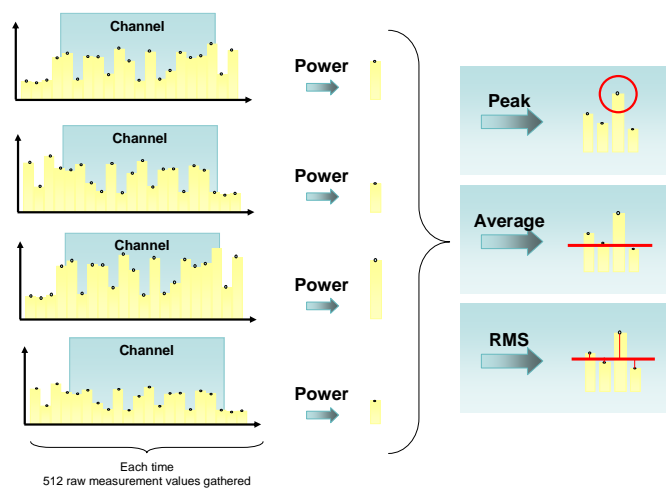 Channel
Power
Channel
Power
Channel
Power
Channel
Power
Each time
512 raw measurement values gathered
Peak
Average
RMS